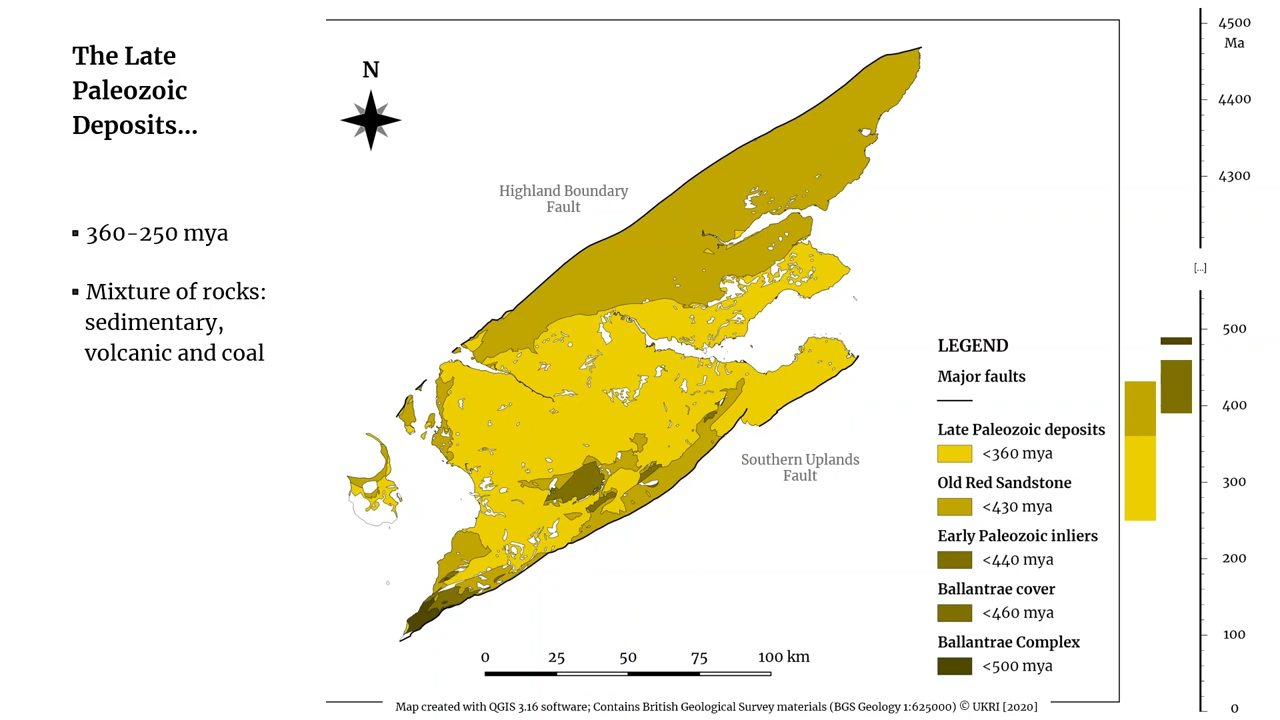 The Late
Paleozoic
Deposits...
▪ 360-250 mya
▪ Mixture of rocks:
sedimentary,
volcanic and coal
N
Highland Boundary
Fault
Southern Uplands
Fault
LEGEND
Major faults
Late Paleozoic deposits
<360 mya
Old Red Sandstone
<430 mya
Early Paleozoic inliers
<440 mya
Ballantrae cover
<460 mya
Ballantrae Complex
<500 mya
0 25 50 75 100 km
Map created with QGIS 3.16 software; Contains British Geological Survey materials (BGS Geology 1:625000) © UKRI [2020]
4500
Ma
4400
4300
[...]
500
400
300
200
100
0